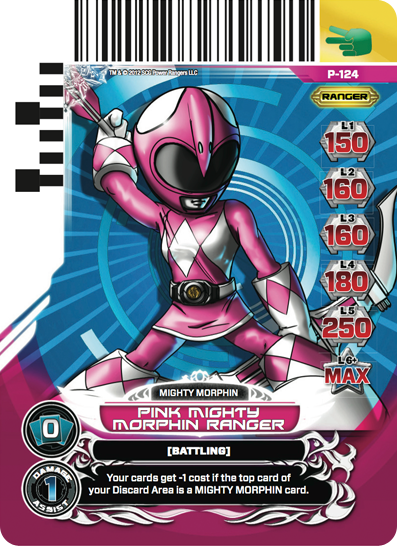 TM & © 2012 SCG Power Rangers LLC
P-124
RANGER
L1
150
L2
160
L3
160
L4
180
L5
250
L6+
MAX
MIGHTY MORPHIN
PINK MIGHTY
MORPHIN RANGER
0
[BATTLING]
DAMAGE
1
ASSIST
Your cards get -1 cost if the top card of
your Discard Area is a MIGHTY MORPHIN card.